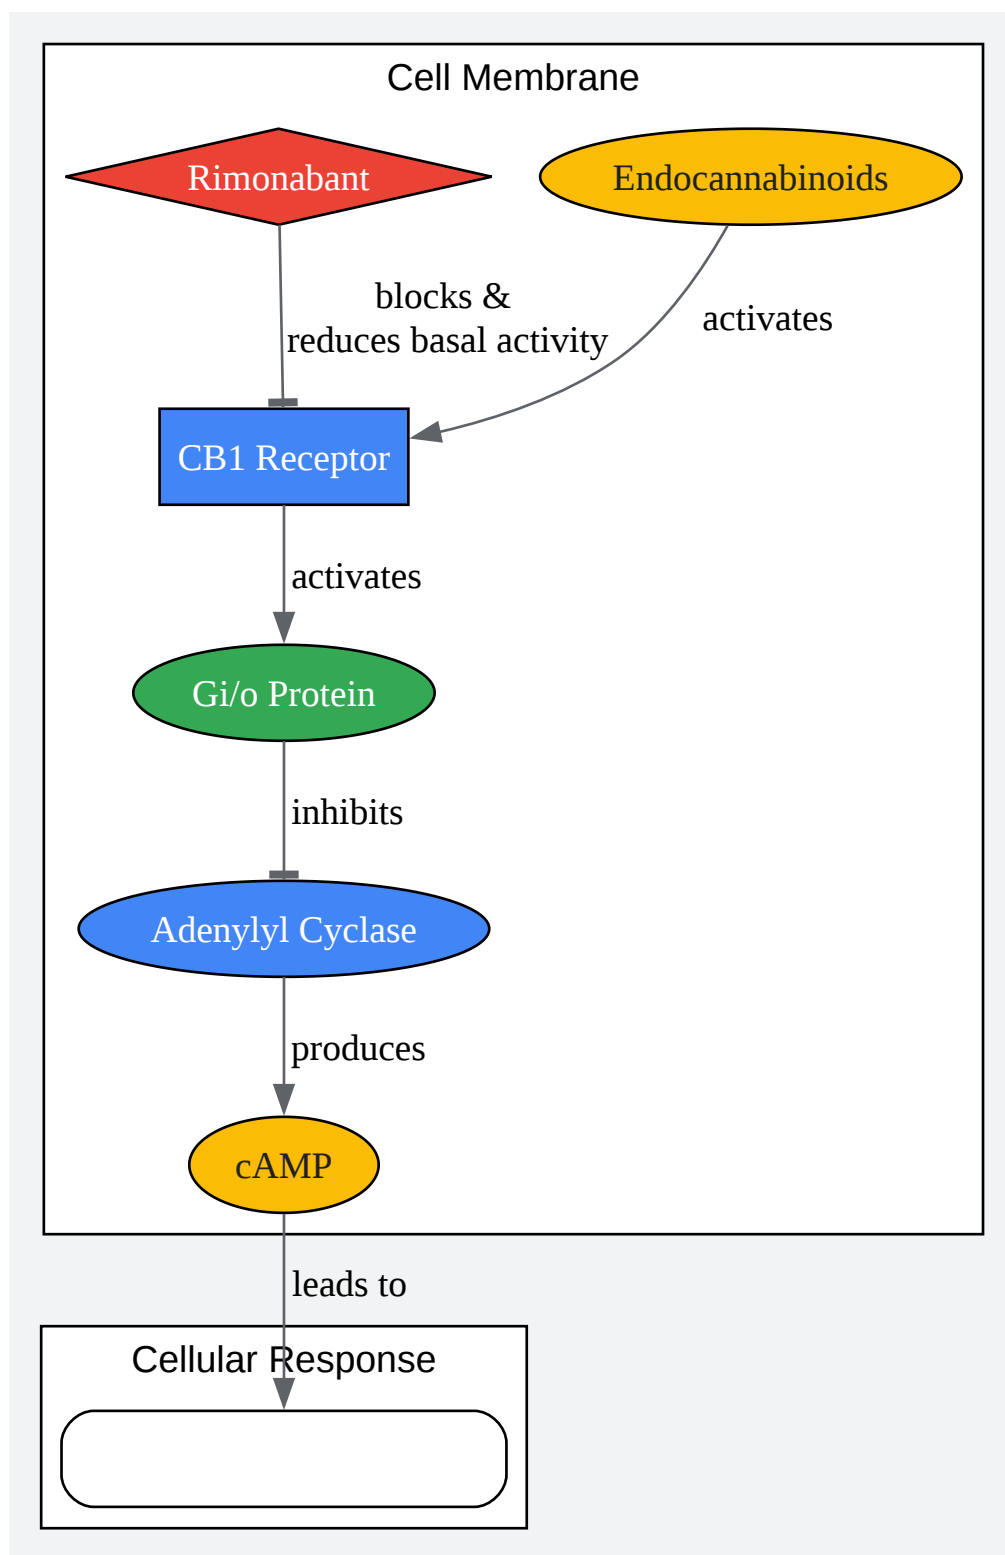 Cell Membrane
Rimonabant
Endocannabinoids
blocks &
reduces basal activity
activates
CB1 Receptor
activates
Gi/o Protein
inhibits
Adenylyl Cyclase
produces
cAMP
leads to
Cellular Response